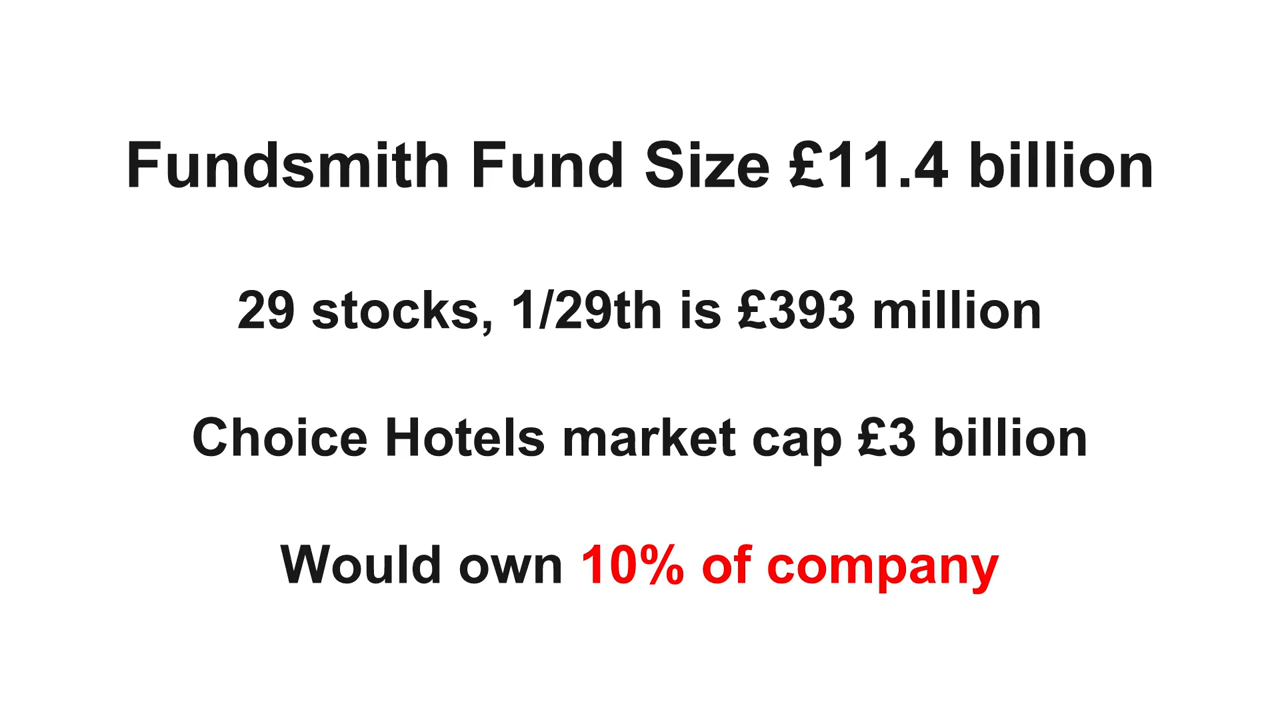 Fundsmith Fund Size £11.4 billion
29 stocks, 1/29th is £393 million
Choice Hotels market cap £3 billion
Would own 10% of company